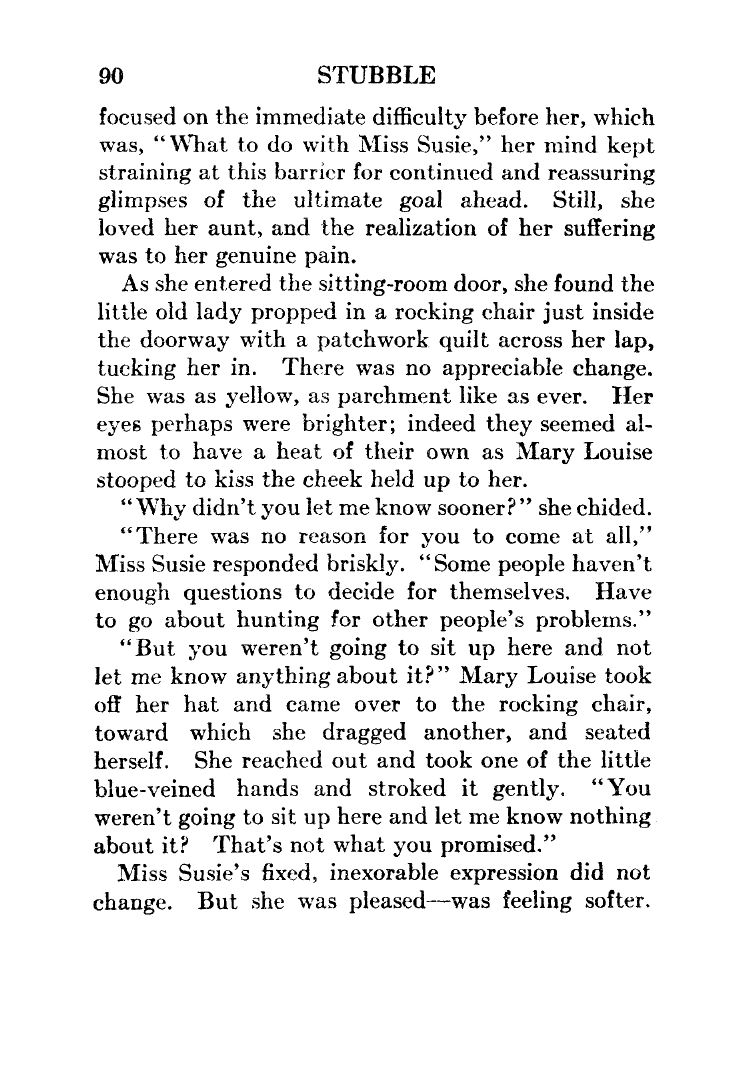 90 STUBBLE
focused on the immediate difficulty before her, which
was, “What to do with Miss Susie,” her mind kept
straining at this barrier for continued and reassuring
glimpses of the ultimate goal ahead. Still, she
loved her aunt, and the realization of her suffering
was to her genuine pain.
As she entered the sitting-room door, she found the
little old lady propped in a rocking chair just inside
the doorway with a patchwork quilt across her lap,
tucking her in. There was no appreciable change.
She was as yellow, as parchment like as ever. Her
eyes perhaps were brighter; indeed they seemed al-
most to have a heat of their own as Mary Louise
stooped to kiss the cheek held up to her.
“Why didn’t you let me know sooner?” she chided.
“There was no reason for you to come at all,”
Miss Susie responded briskly. “Some people haven’t
enough questions to decide for themselves. Have
to go about hunting for other people’s problems.”
“But you weren’t going to sit up here and not
let me know anything about it?” Mary Louise took
off her hat and came over to the rocking chair,
toward which she dragged another, and seated
herself. She reached out and took one of the little
blue-veined hands and stroked it gently. “You
weren’t going to sit up here and let me know nothing
about it? That’s not what you promised.”
Miss Susie’s fixed, inexorable expression did not
change. But she was pleased—was feeling softer.